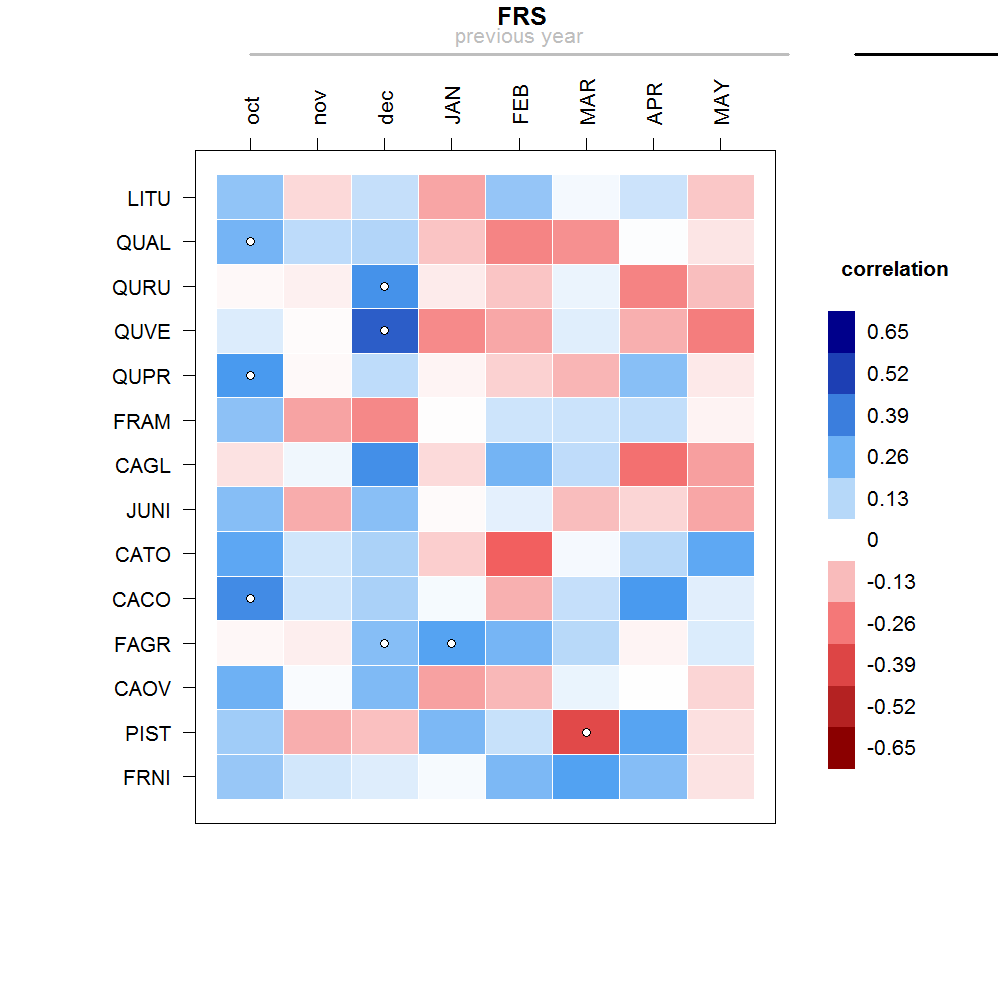 FRS
previous year
oct nov dec JAN FEB MAR APR MAY
LITU
QUAL
QURU
QUVE
QUPR
FRAM
CAGL
JUNI
CATO
CACO
FAGR
CAOV
PIST
FRNI
correlation
0.65
0.52
0.39
0.26
0.13
0
-0.13
-0.26
-0.39
-0.52
-0.65